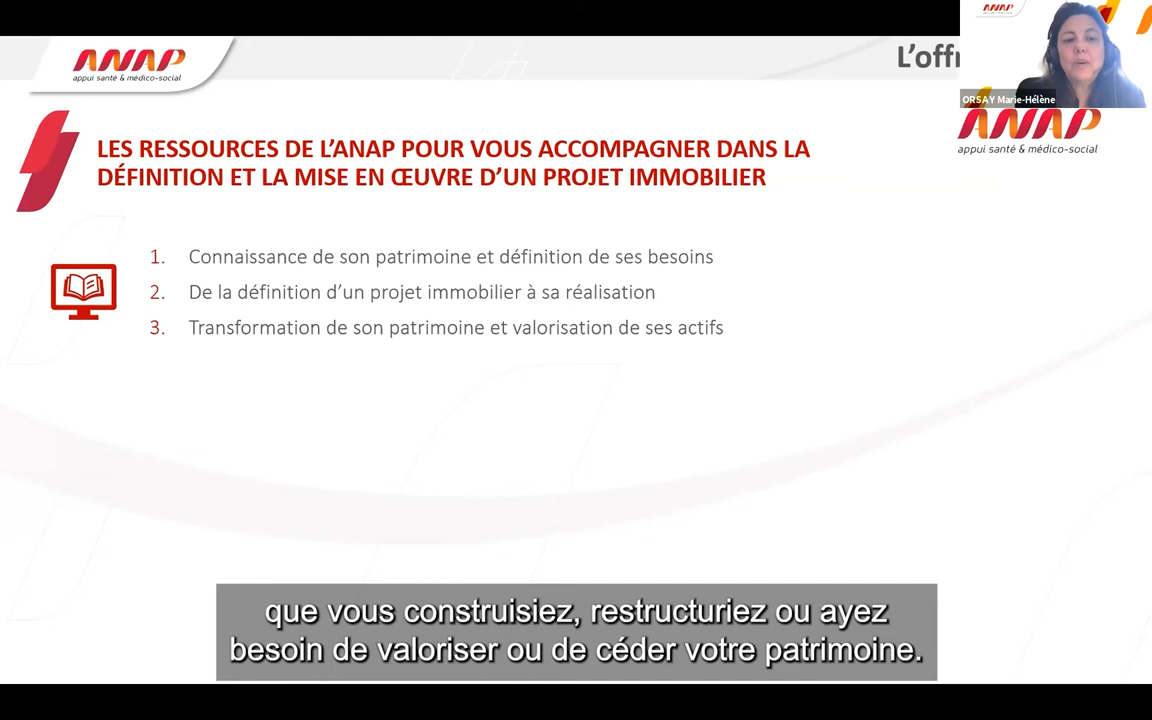 ANAP
appui santé & médico-social
L'offr
ANAP
ORSAY Marie-Hélène
ANAP
appui santé & médico-social
LES RESSOURCES DE L'ANAP POUR VOUS ACCOMPAGNER DANS LA
DÉFINITION ET LA MISE EN ŒUVRE D'UN PROJET IMMOBILIER
1. Connaissance de son patrimoine et définition de ses besoins
2. De la définition d'un projet immobilier à sa réalisation
3. Transformation de son patrimoine et valorisation de ses actifs
que vous construisiez, restructuriez ou ayez
besoin de valoriser ou de céder votre patrimoine.